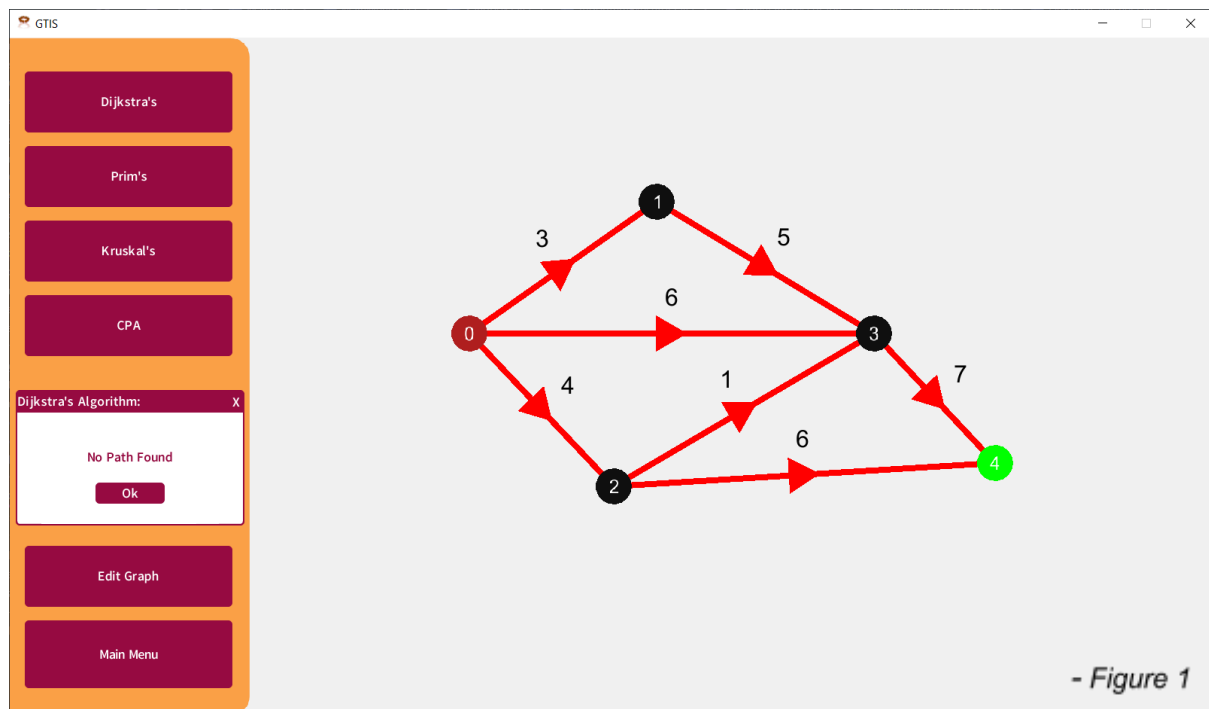 GTIS
Dijkstra's
Prim's
Kruskal's
CPA
Dijkstra's Algorithm: X
No Path Found
Ok
Edit Graph
Main Menu
1
3
5
6
0
3
4
1
7
6
4
2
- Figure 1